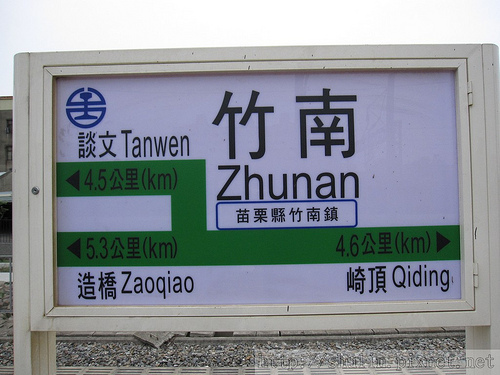 竹南
談文 Tanwen
Zhunan
◀ 4.5公里(km)
苗栗縣竹南鎮
◀ 5.3公里(km)
4.6公里(km) ▶
造橋 Zaoqiao
崎頂 Qiding